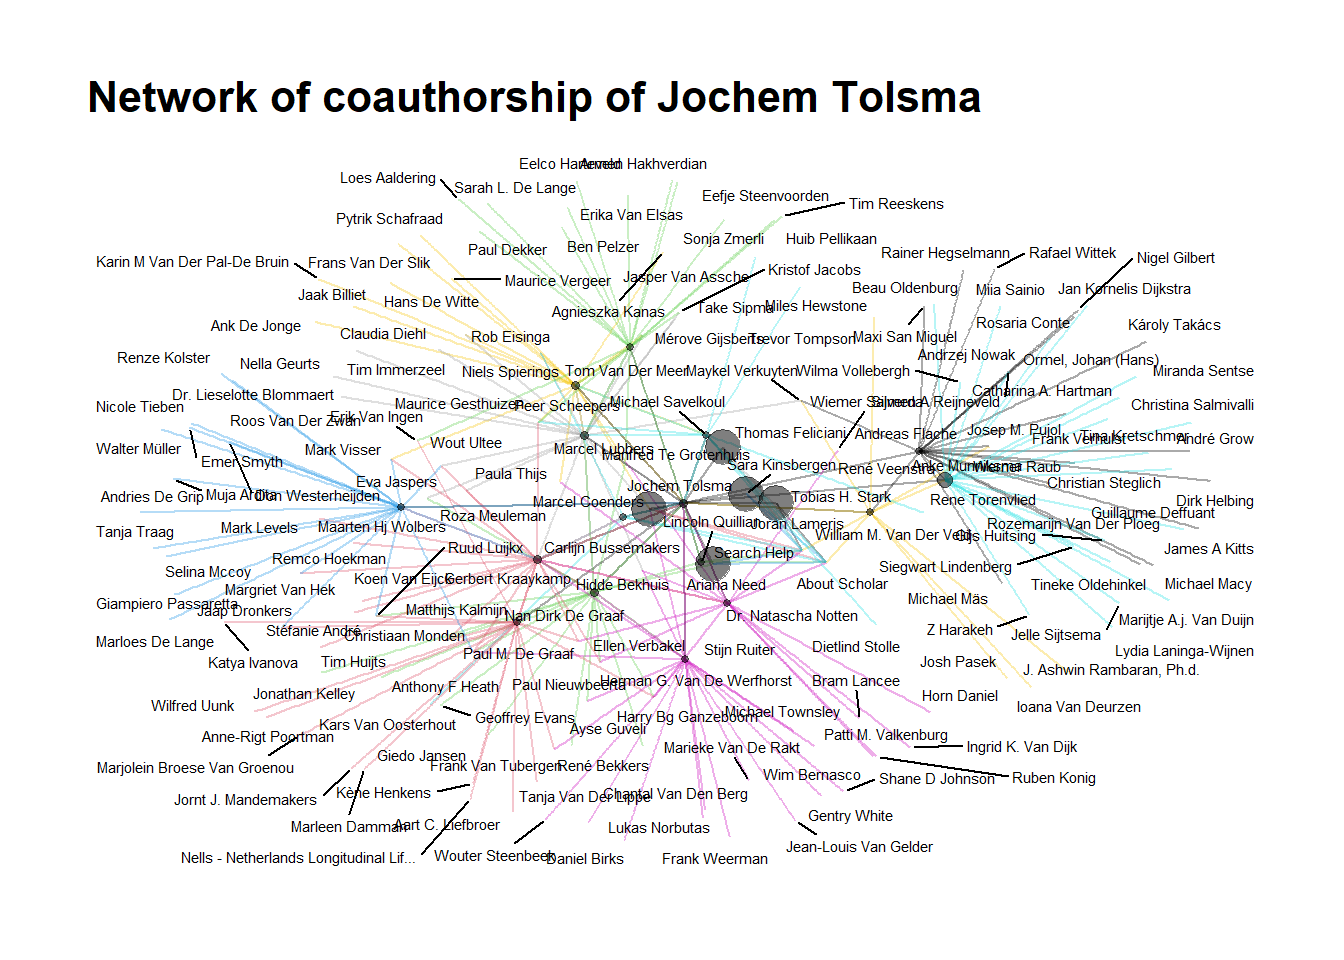 Network of coauthorship of Jochem Tolsma
Eelco Harteveld
Armen Hakhverdian
Loes Aaldering
Sarah L. De Lange
Eefje Steenvoorden
Tim Reeskens
Pytrik Schafraad
Erika Van Elsas
Paul Dekker
Ben Pelzer
Sonja Zmerli
Huib Pellikaan
Rainer Hegselmann
Rafael Wittek
Nigel Gilbert
Karin M Van Der Pal-De Bruin
Frans Van Der Slik
Maurice Vergeer
Jasper Van Assche
Kristof Jacobs
Beau Oldenburg
Miia Sainio
Jan Kornelis Dijkstra
Jaak Billiet
Hans De Witte
Agnieszka Kanas
Take Sipma
Miles Hewstone
Ank De Jonge
Claudia Diehl
Rob Eisinga
Mérove Gijsberts
Trevor Tompson
Maxi San Miguel
Rosaria Conte
Károly Takács
Renze Kolster
Nella Geurts
Tim Immerzeel
Niels Spierings
Tom Van Der Meer
Maykel Verkuyten
Wilma Vollebergh
Andrzej Nowak
Ormel, Johan (Hans)
Miranda Sentse
Dr. Lieselotte Blommaert
Catharina A. Hartman
Nicole Tieben
Roos Van Der Zwan
Erik Van Ingen
Maurice Gesthuizen
Peer Scheepers
Michael Savelkoul
Wiemer Salverda
Sijmen A Reijneveld
Christina Salmivalli
Walter Müller
Emer Smyth
Mark Visser
Wout Ultee
Marcel Lubbers
Manfred Te Grotenhuis
Thomas Feliciani
Andreas Flache
Josep M. Pujol
Frank Verhulst
Tina Kretschmer
André Grow
Eva Jaspers
Paula Thijs
Sara Kinsbergen
René Veenstra
Anke Munniksma
Werner Raub
Christian Steglich
Andries De Grip
Muja Ardita
Don Westerheijden
Marcel Coenders
Jochem Tolsma
Tobias H. Stark
Rene Torenvlied
Dirk Helbing
Guillaume Deffuant
Tanja Traag
Mark Levels
Maarten Hj Wolbers
Roza Meuleman
Lincoln Quillian
Joran Lameris
William M. Van Der Veld
Gijs Huitsing
Rozemarijn Van Der Ploeg
James A Kitts
Remco Hoekman
Ruud Luijkx
Carlijn Bussemakers
Search Help
Siegwart Lindenberg
Selina Mccoy
Margriet Van Hek
Koen Van Eijck
Gerbert Kraaykamp
Hidde Bekhuis
Ariana Need
About Scholar
Tineke Oldehinkel
Michael Macy
Giampiero Passaretta
Jaap Dronkers
Matthijs Kalmijn
Nan Dirk De Graaf
Dr. Natascha Notten
Michael Mäs
Z Harakeh
Jelle Sijtsema
Marijtje A.j. Van Duijn
Marloes De Lange
Stéfanie André
Christiaan Monden
Ellen Verbakel
Stijn Ruiter
Dietlind Stolle
Lydia Laninga-Wijnen
Katya Ivanova
Tim Huijts
Paul M. De Graaf
Josh Pasek
J. Ashwin Rambaran, Ph.d.
Jonathan Kelley
Anthony F Heath
Paul Nieuwbeerta
Herman G. Van De Werfhorst
Bram Lancee
Horn Daniel
Ioana Van Deurzen
Wilfred Uunk
Kars Van Oosterhout
Geoffrey Evans
Ayse Guveli
Harry Bg Ganzeboom
Michael Townsley
Patti M. Valkenburg
Anne-Rigt Poortman
Ingrid K. Van Dijk
Marjolein Broese Van Groenou
Giedo Jansen
Frank Van Tubergen
René Bekkers
Marieke Van De Rakt
Wim Bernasco
Shane D Johnson
Ruben Konig
Jornt J. Mandemakers
Kène Henkens
Tanja Van Der Lippe
Chantal Van Den Berg
Gentry White
Marleen Damman
Aart C. Liefbroer
Lukas Norbutas
Jean-Louis Van Gelder
Nells - Netherlands Longitudinal Lif...
Wouter Steenbeek
Daniel Birks
Frank Weerman